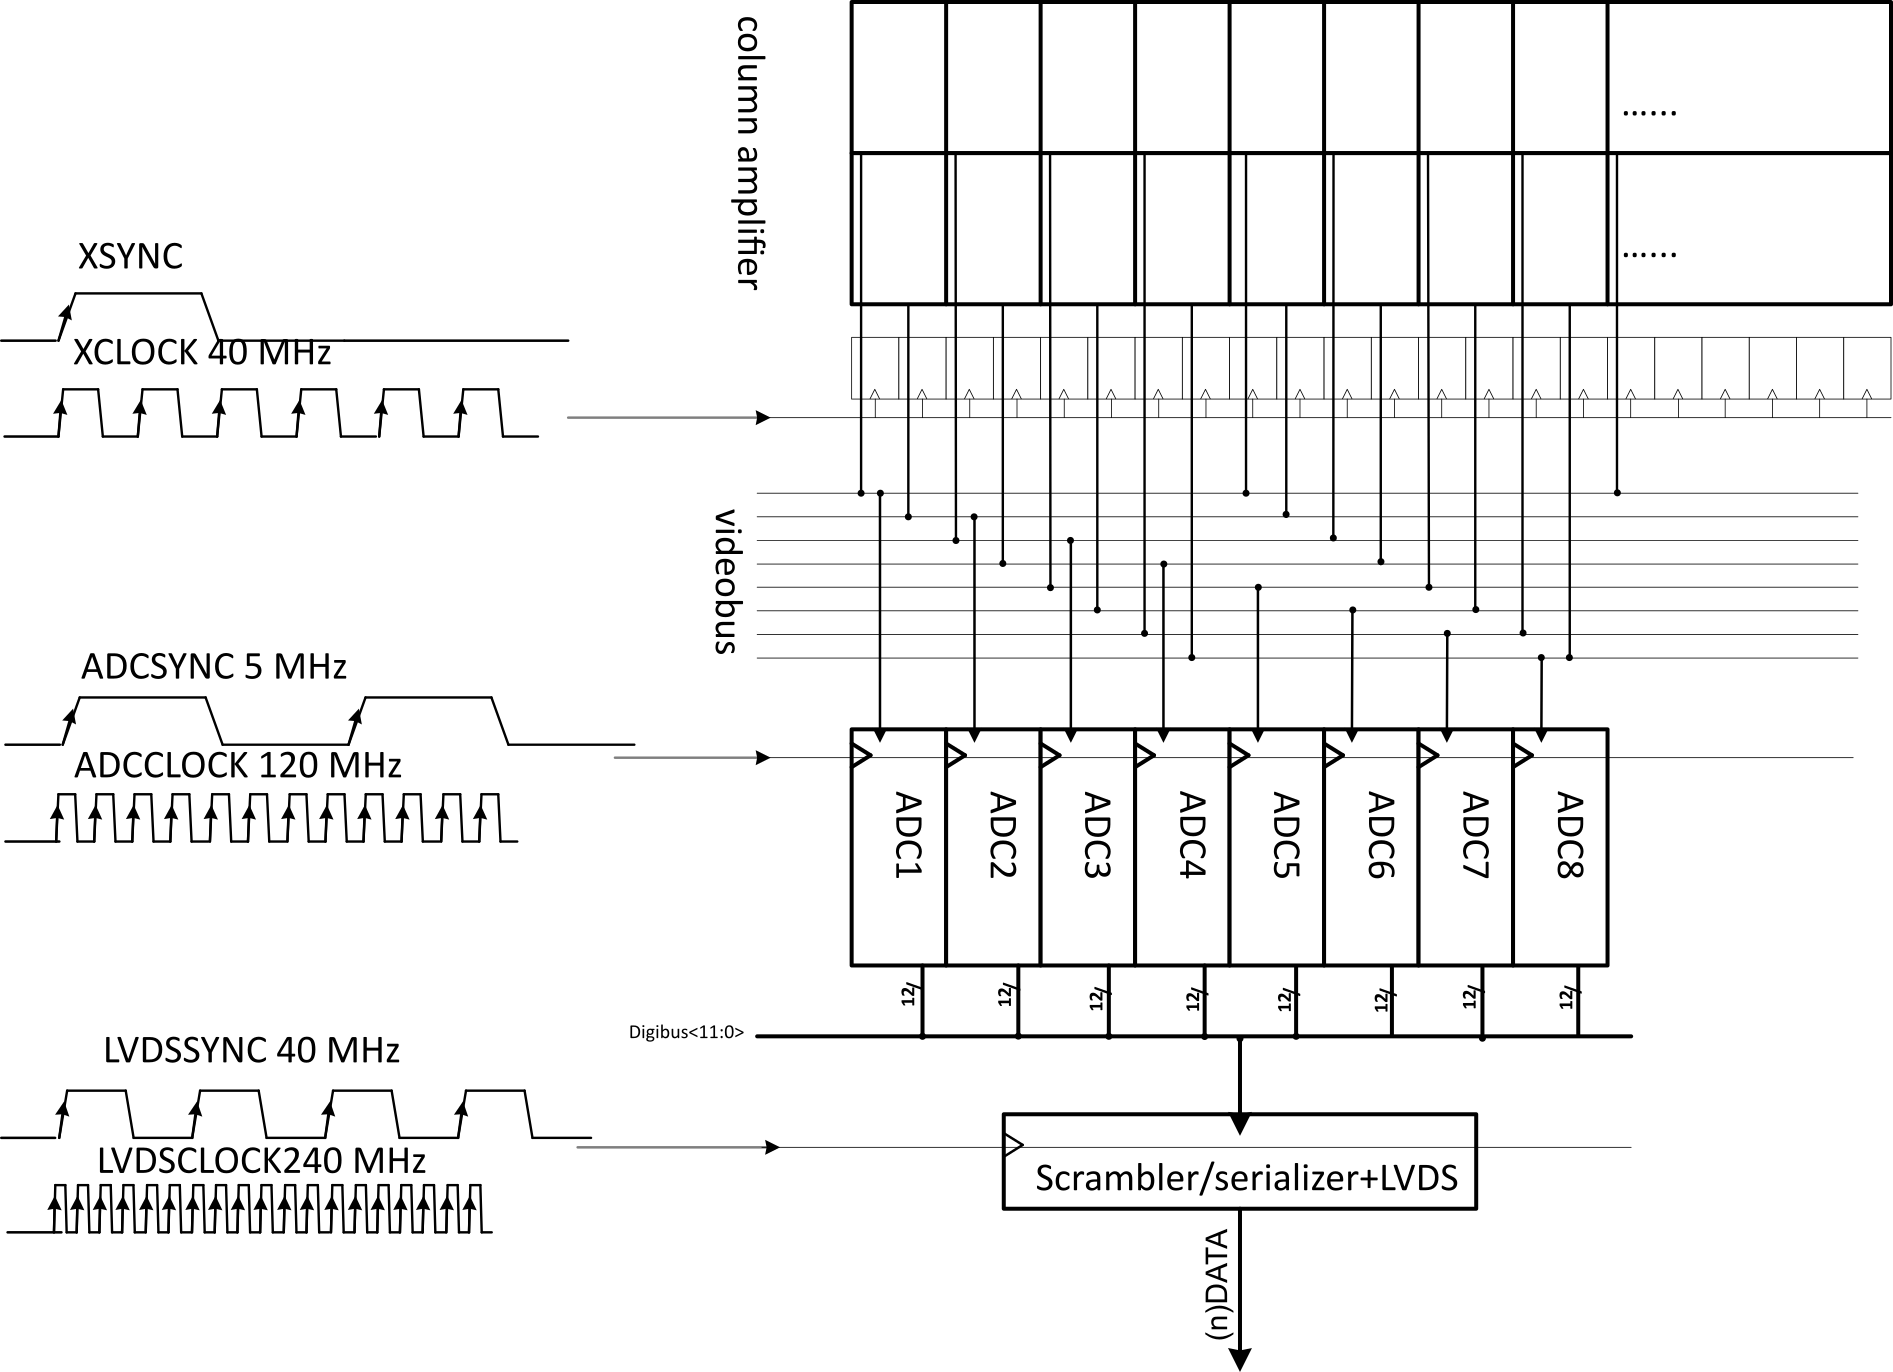 column amplifier
......
......
XSYNC
XCLOCK 40 MHz
videobus
ADCSYNC 5 MHz
ADCCLOCK 120 MHz
ADC1
ADC2
ADC3
ADC4
ADC5
ADC6
ADC7
ADC8
12/
12/
12/
12/
12/
12/
12/
12/
Digibus<11:0>
LVDSSYNC 40 MHz
LVDSCLOCK240 MHz
Scrambler/serializer+LVDS
(n)DATA